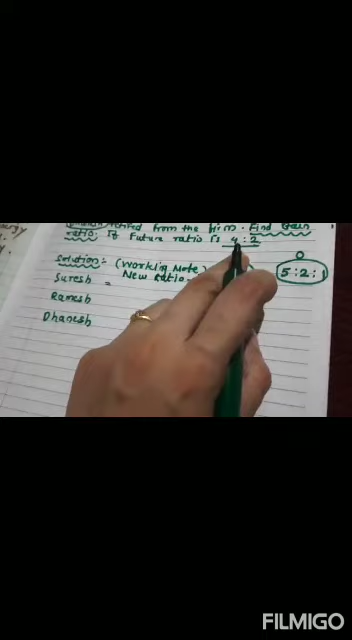 retired from the firm. Find Gain
ratio. If Future ratio is 4:2
Solution:- (Working Note)
Suresh = New ratio-
5:2:1
Ramesh
Dhanesh
FILMIGO